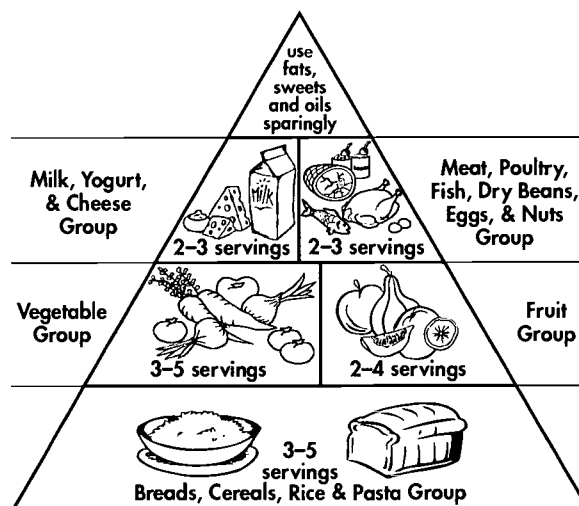 use
fats,
sweets
and oils
sparingly
Milk, Yogurt,
& Cheese
Group
MILK
2–3 servings
2–3 servings
Meat, Poultry,
Fish, Dry Beans,
Eggs, & Nuts
Group
Vegetable
Group
3–5 servings
2–4 servings
Fruit
Group
3–5
servings
Breads, Cereals, Rice & Pasta Group